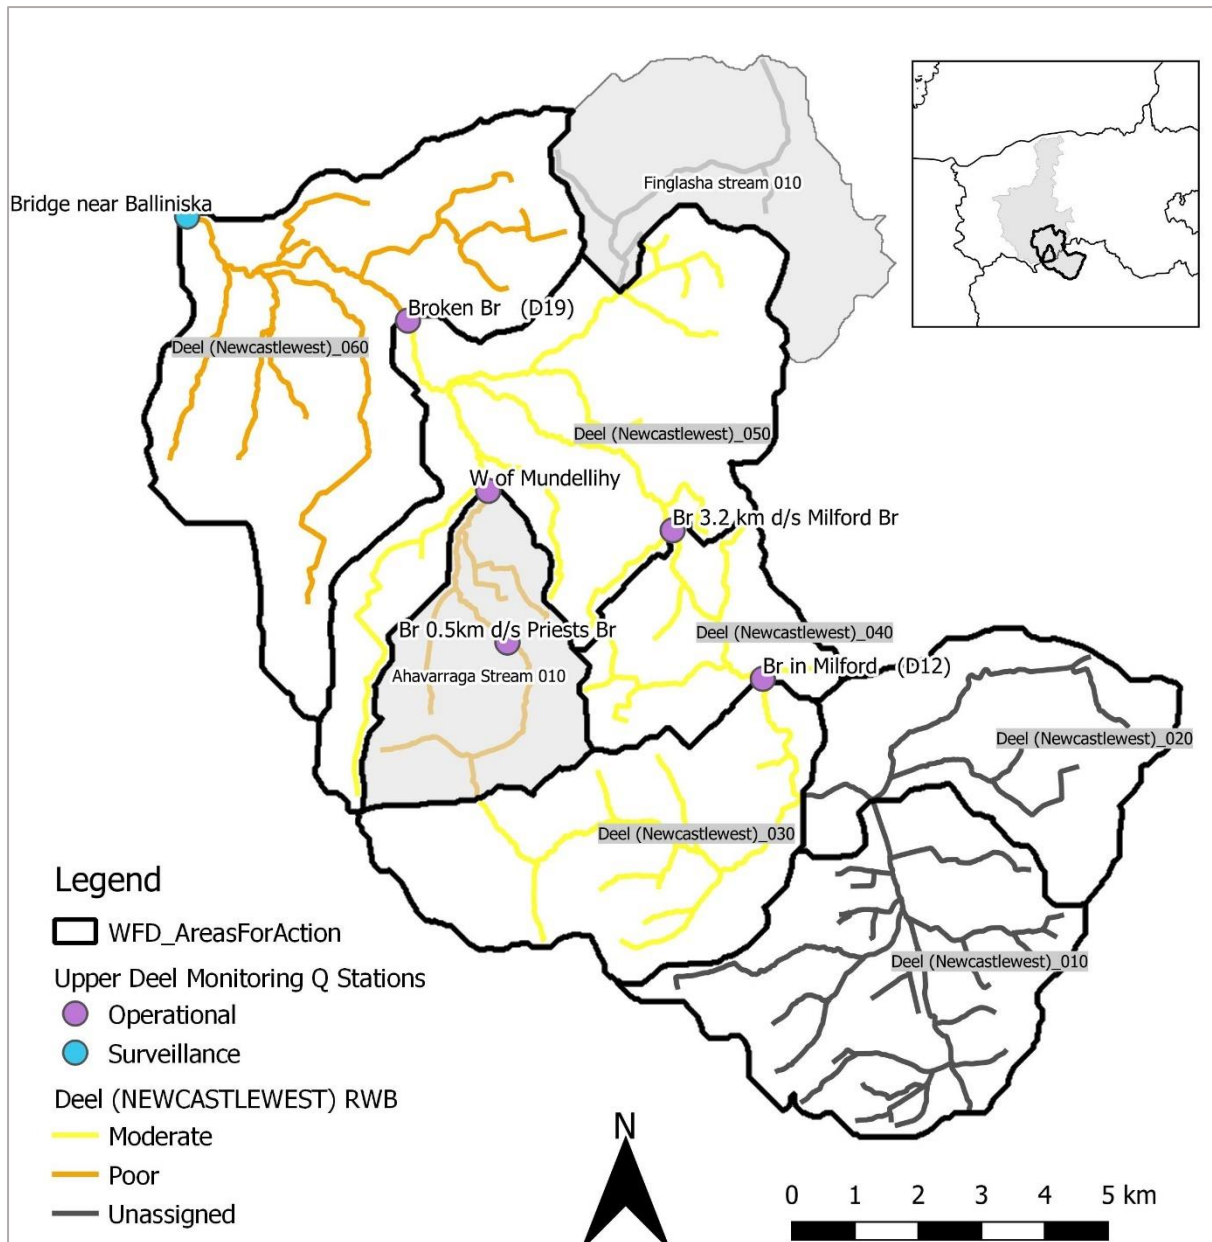 Finglasha stream 010
Bridge near Balliniska
Broken Br (D19)
Deel (Newcastlewest)_060
Deel (Newcastlewest)_050
W of Mundellihy
Br 3.2 km d/s Milford Br
Br 0.5km d/s Priests Br
Deel (Newcastlewest)_040
Br in Milford (D12)
Ahavarraga Stream 010
Deel (Newcastlewest)_020
Deel (Newcastlewest)_030
Deel (Newcastlewest)_010
Legend
WFD_AreasForAction
Upper Deel Monitoring Q Stations
Operational
Surveillance
Deel (NEWCASTLEWEST) RWB
Moderate
Poor
Unassigned
N
0 1 2 3 4 5 km